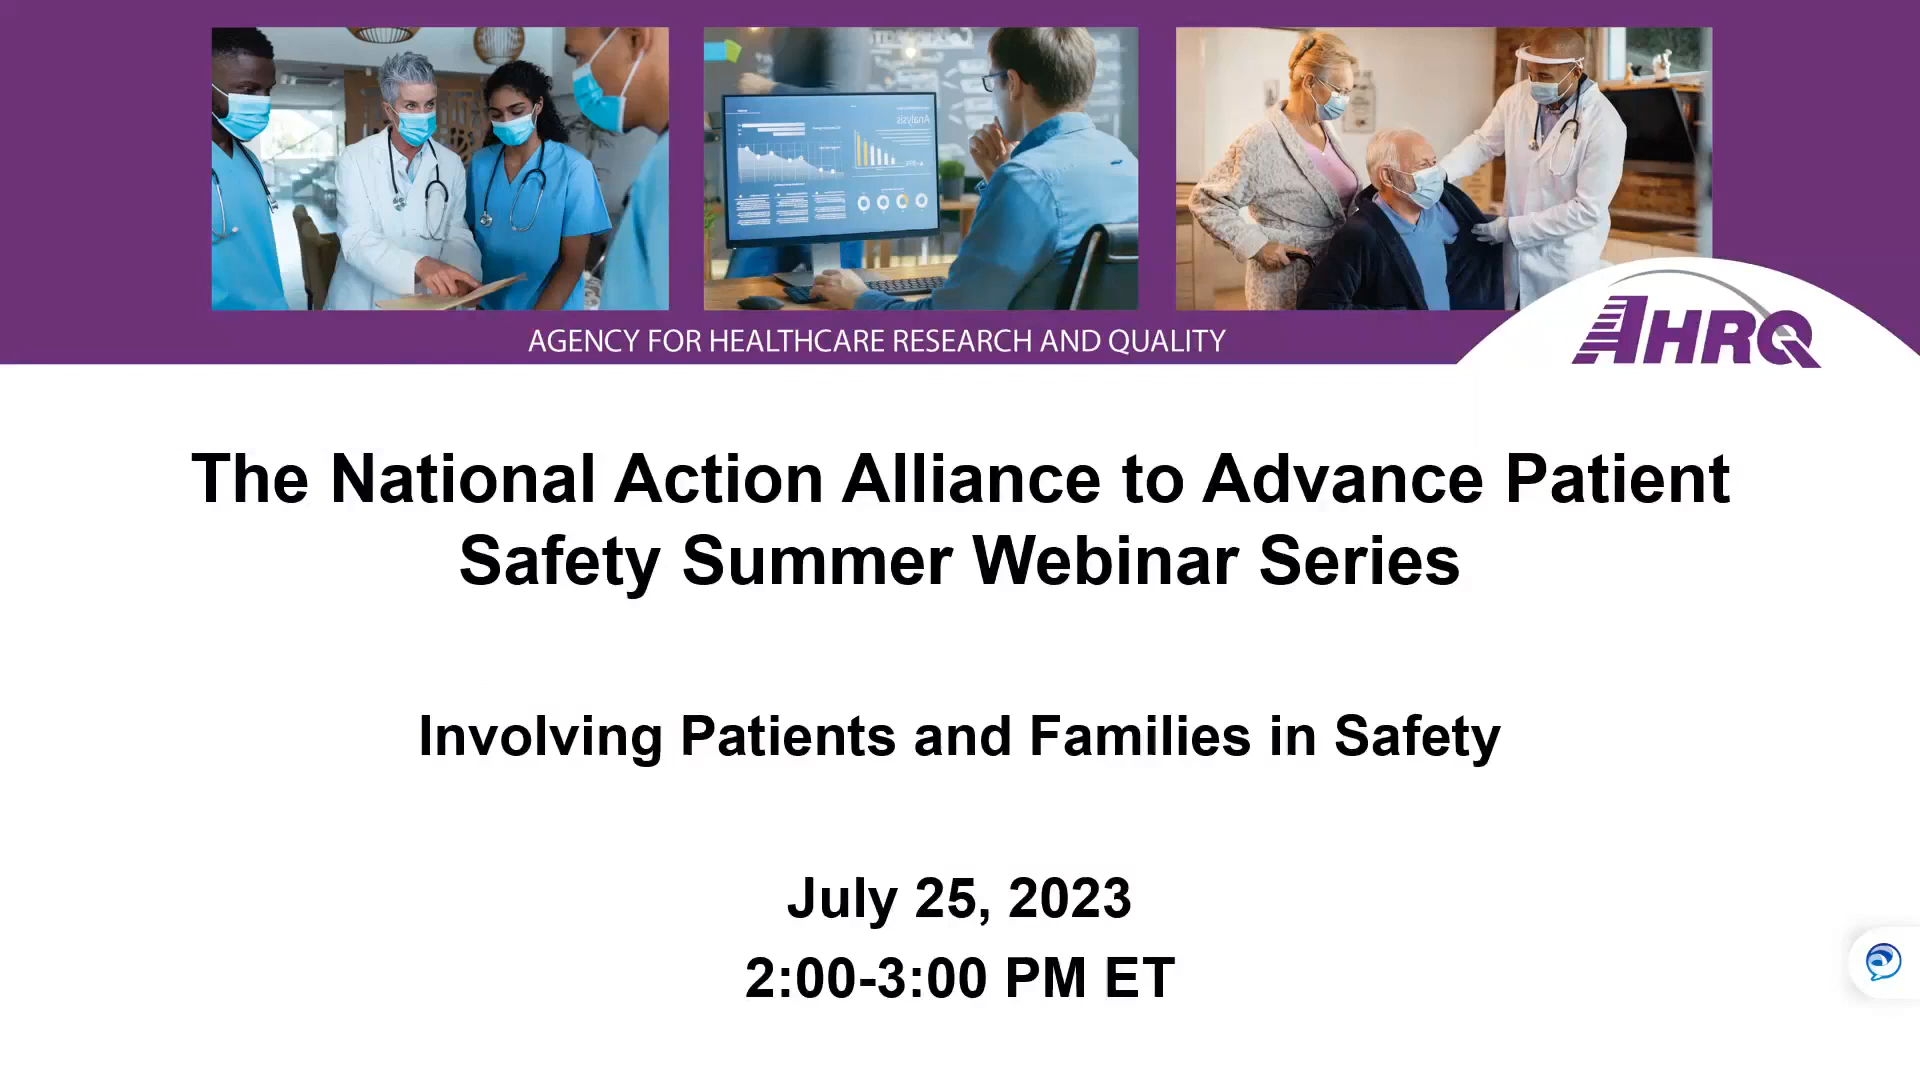 AGENCY FOR HEALTHCARE RESEARCH AND QUALITY
AHRQ
The National Action Alliance to Advance Patient
Safety Summer Webinar Series
Involving Patients and Families in Safety
July 25, 2023
2:00-3:00 PM ET